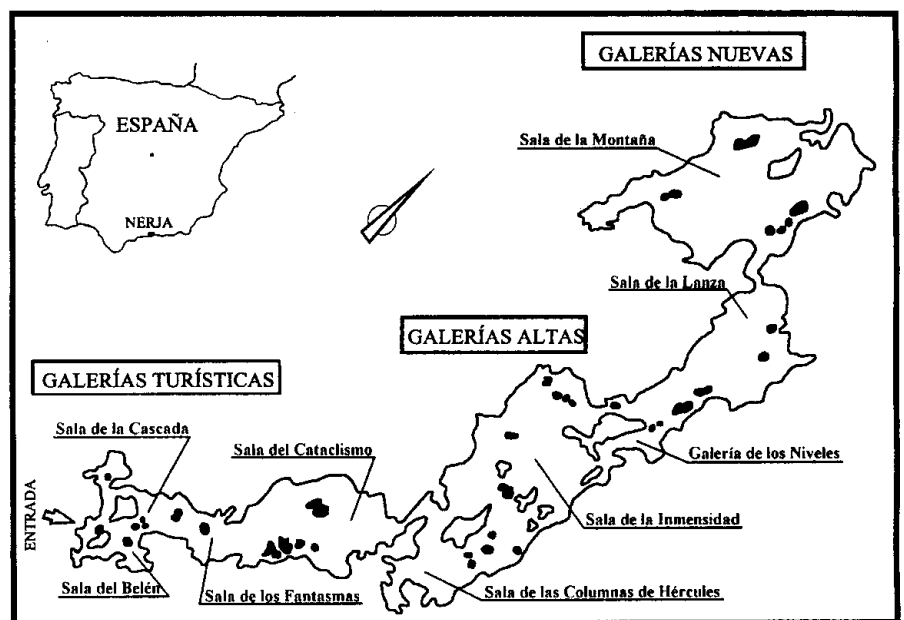 GALERÍAS NUEVAS
ESPAÑA
NERJA
Sala de la Montaña
Sala de la Lanza
GALERÍAS ALTAS
GALERÍAS TURÍSTICAS
Sala de la Cascada
Sala del Cataclismo
Galería de los Niveles
ENTRADA
Sala de la Inmensidad
Sala del Belén
Sala de los Fantasmas
Sala de las Columnas de Hércules